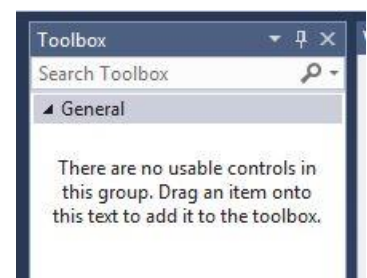 Toolbox
Search Toolbox
General
There are no usable controls in
this group. Drag an item onto
this text to add it to the toolbox.